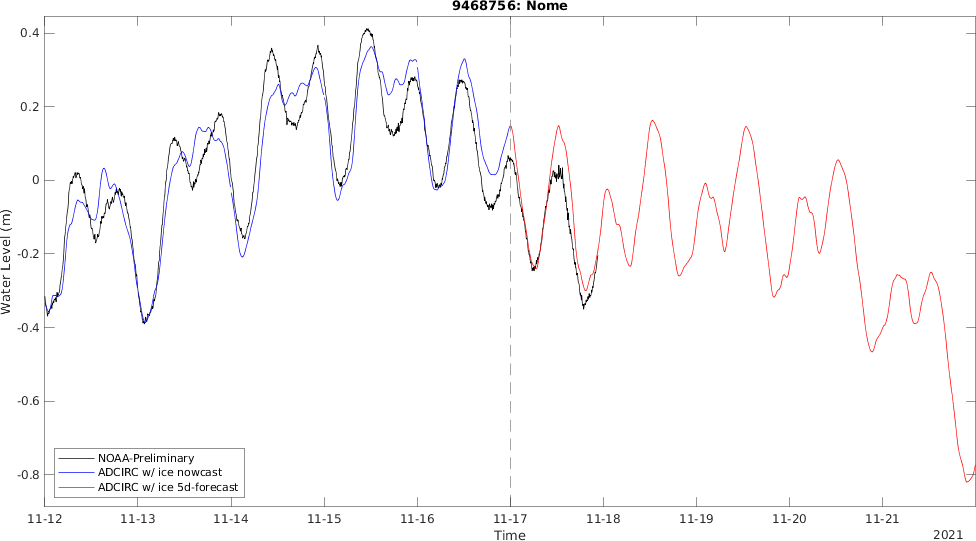 9468756: Nome
0.4
0.2
0
-0.2
-0.4
-0.6
-0.8
Water Level (m)
NOAA-Preliminary
ADCIRC w/ ice nowcast
ADCIRC w/ ice 5d-forecast
11-12 11-13 11-14 11-15 11-16 11-17 11-18 11-19 11-20 11-21
Time
2021